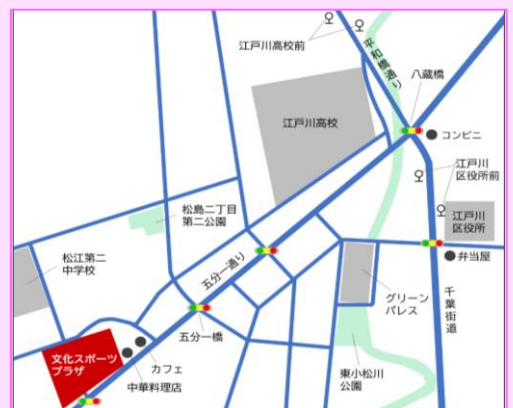 江戸川高校前
平和橋通り
八蔵橋
江戸川高校
コンビニ
江戸川
区役所前
松島二丁目
第二公園
江戸川
区役所
松江第二
中学校
五分一通り
弁当屋
グリーン
パレス
千葉街道
五分一橋
文化スポーツ
プラザ
カフェ
中華料理店
東小松川
公園